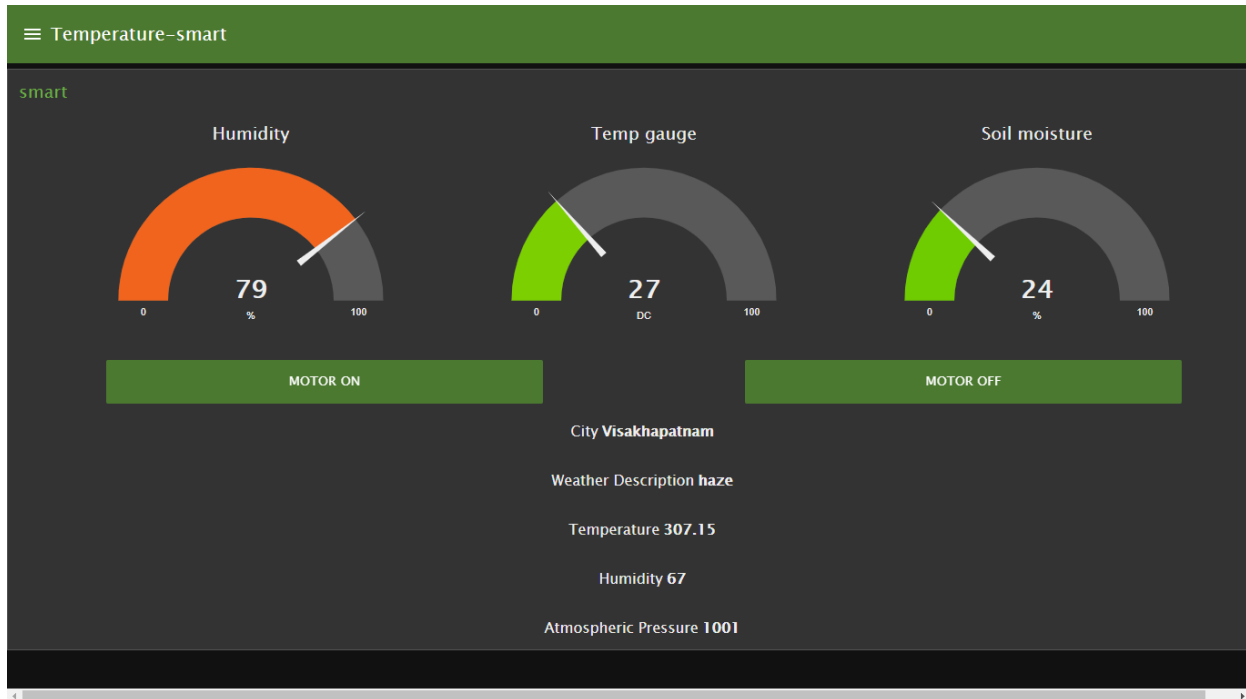 Temperature-smart
smart
Humidity
79
0
%
100
Temp gauge
27
0
DC
100
Soil moisture
24
0
%
100
MOTOR ON
MOTOR OFF
City Visakhapatnam
Weather Description haze
Temperature 307.15
Humidity 67
Atmospheric Pressure 1001